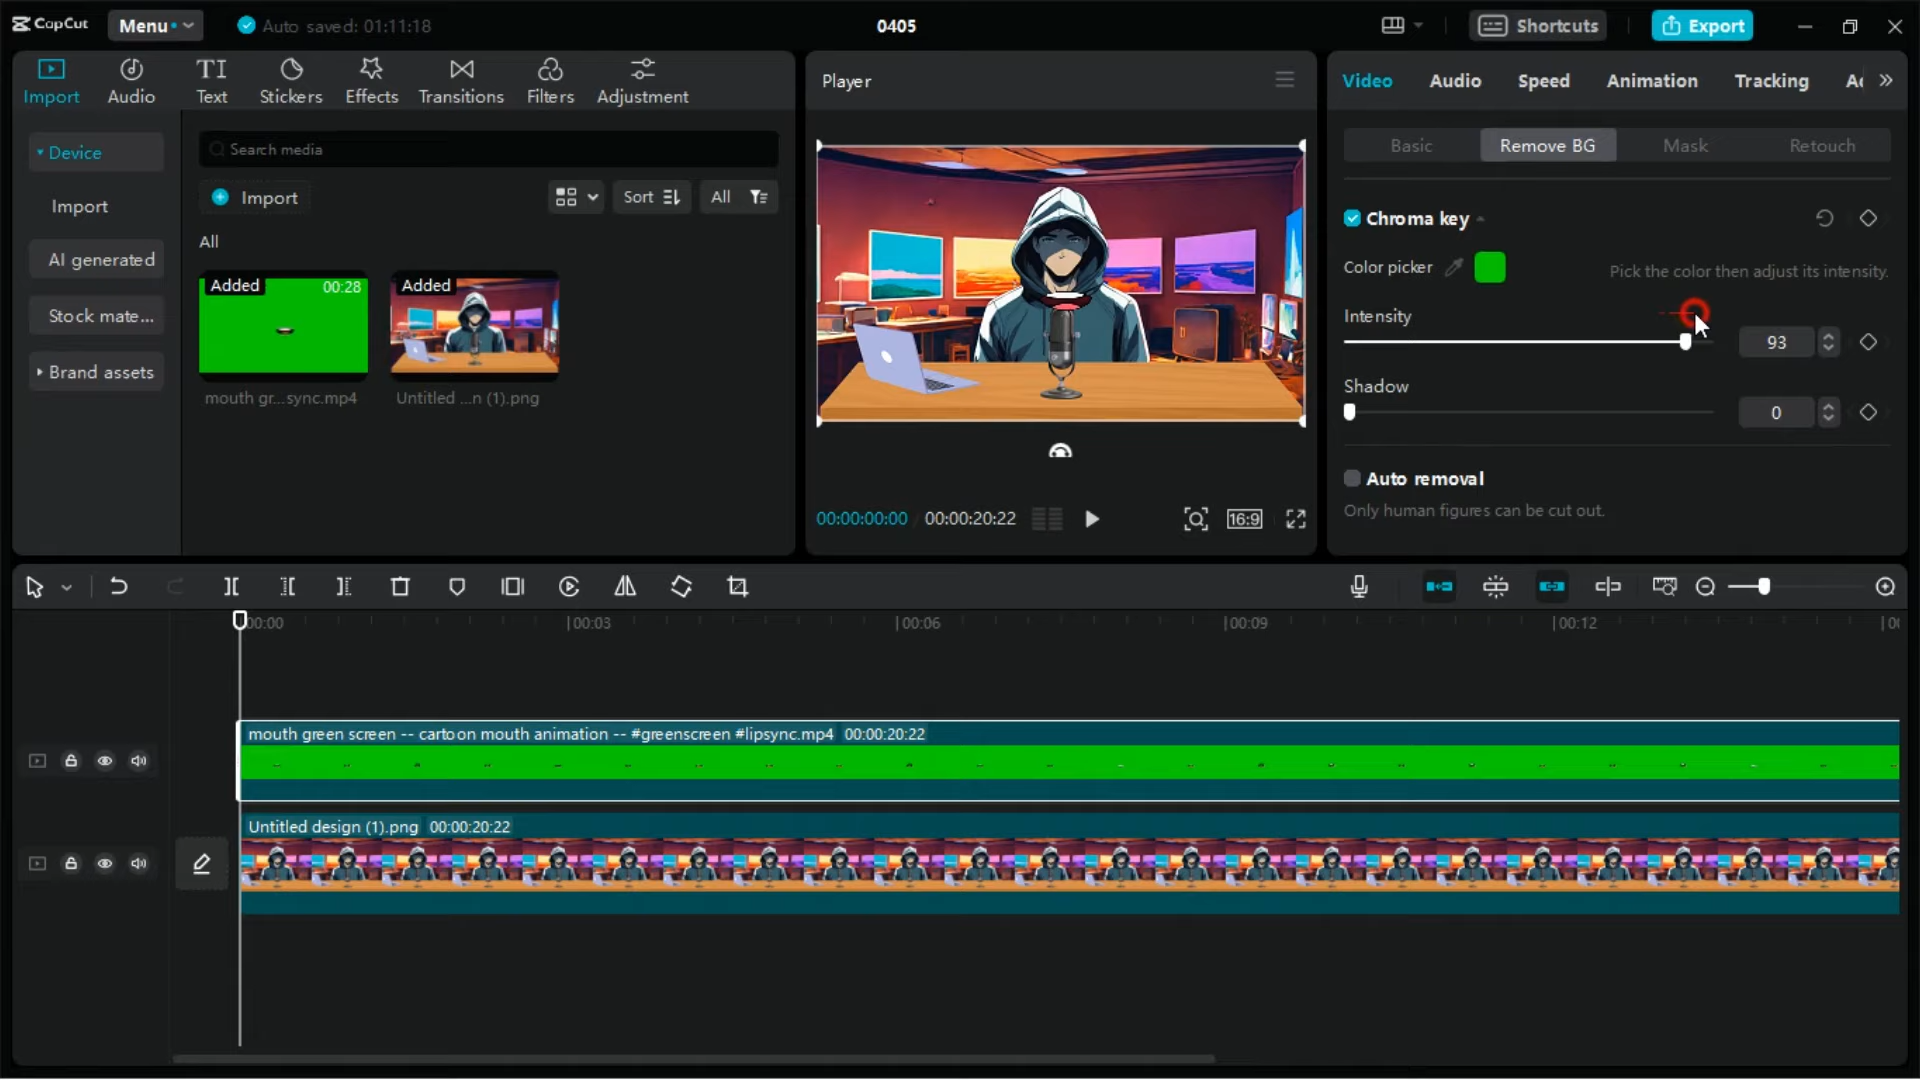 CapCut Menu Auto saved: 01:11:18 0405 Shortcuts Export
Import Audio Text Stickers Effects Transitions Filters Adjustment
Device
Import
AI generated
Stock mate...
Brand assets
Search media
Import Sort All
All
Added 00:28
mouth gr...sync.mp4
Added
Untitled ...n (1).png
Player
00:00:00:00 00:00:20:22 16:9
Video Audio Speed Animation Tracking
Basic Remove BG Mask Retouch
Chroma key
Color picker Pick the color then adjust its intensity.
Intensity
93
Shadow
0
Auto removal
Only human figures can be cut out.
00:00 00:03 00:06 00:09 00:12
mouth green screen -- cartoon mouth animation -- #greenscreen #lipsync.mp4 00:00:20:22
Untitled design (1).png 00:00:20:22